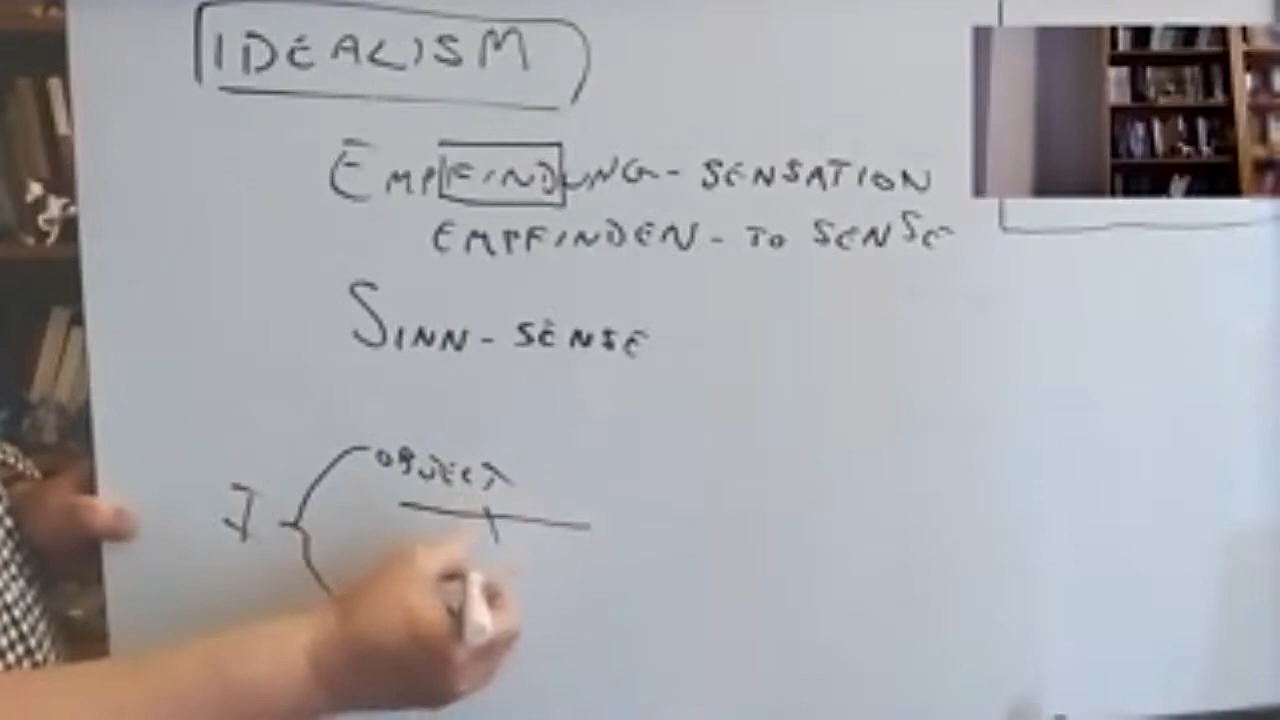 IDEALISM
EMPFINDUNG - SENSATION
EMPFINDEN - TO SENSE
SINN - SENSE
OBJECT
I